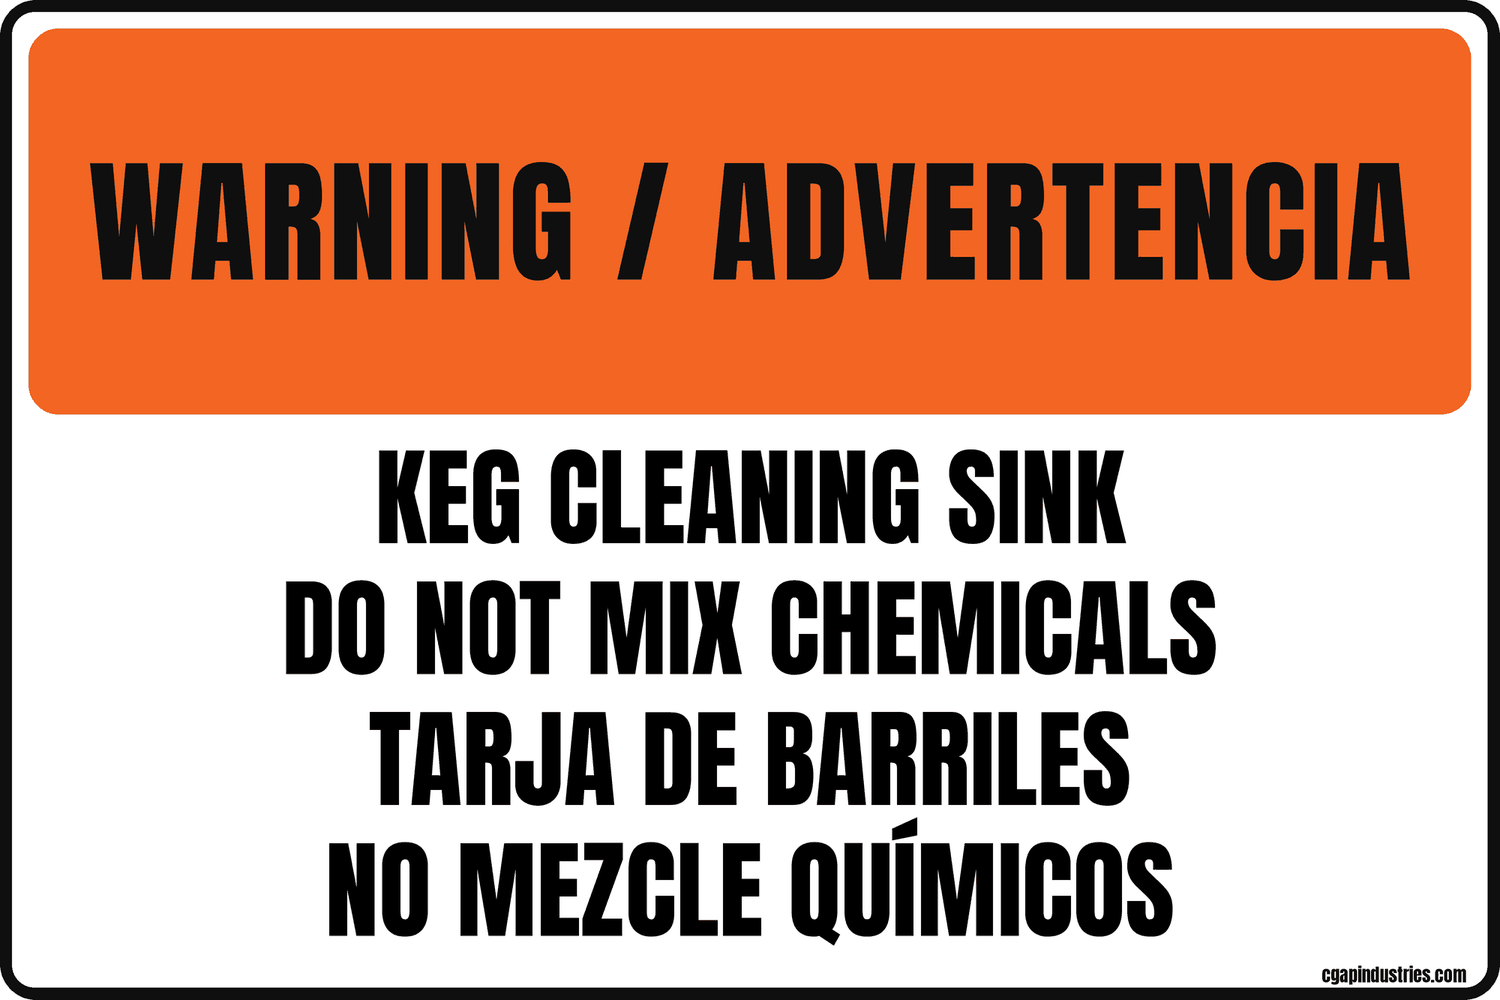 WARNING / ADVERTENCIA
KEG CLEANING SINK
DO NOT MIX CHEMICALS
TARJA DE BARRILES
NO MEZCLE QUÍMICOS
cgapindustries.com